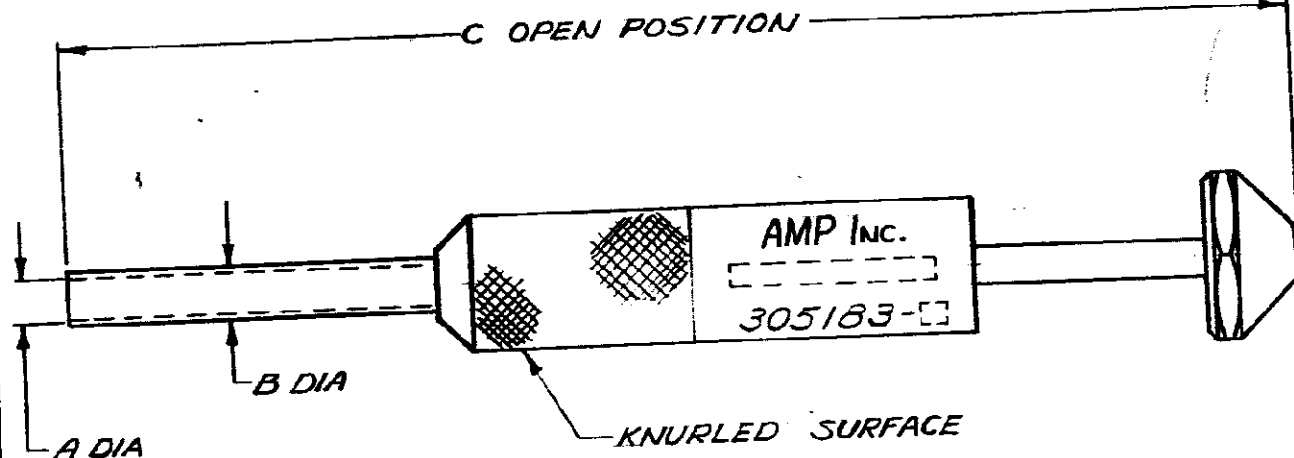 C OPEN POSITION
AMP INC.
305183-
B DIA
KNURLED SURFACE
A DIA